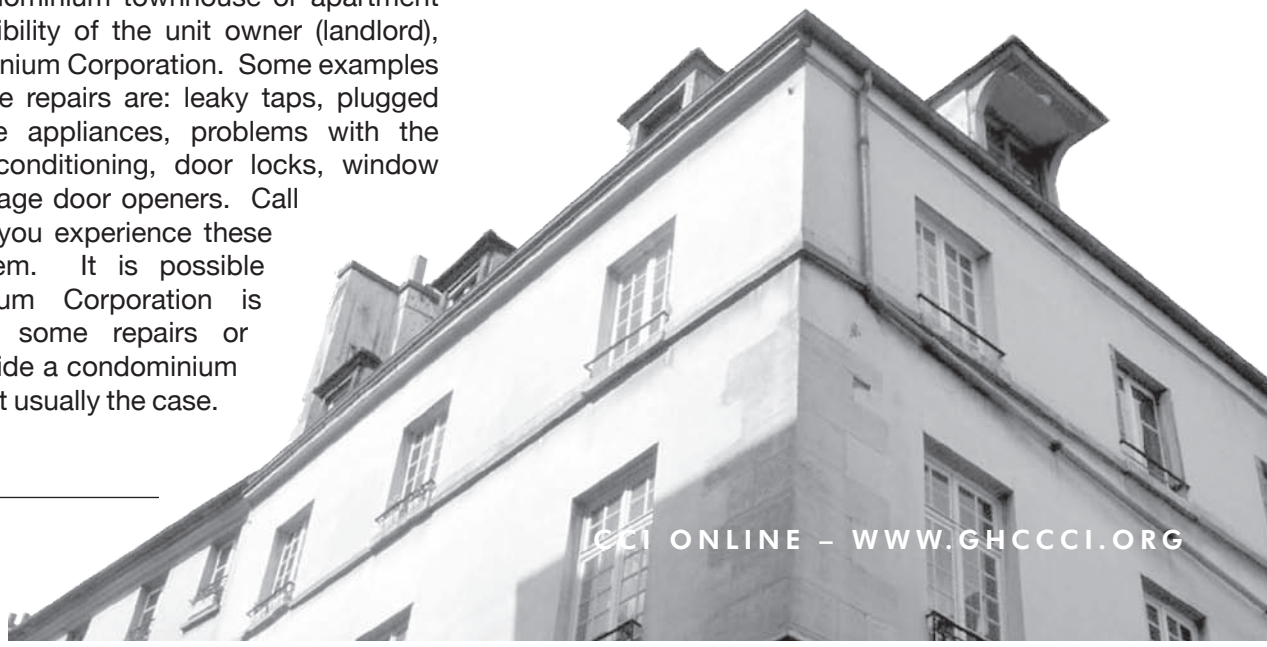 ominium townhouse or apartment
ibility of the unit owner (landlord),
nium Corporation. Some examples
e repairs are: leaky taps, plugged
e appliances, problems with the
conditioning, door locks, window
age door openers. Call
you experience these
em. It is possible
um Corporation is
some repairs or
ide a condominium
t usually the case.
CCI ONLINE – WWW.GHCCCI.ORG